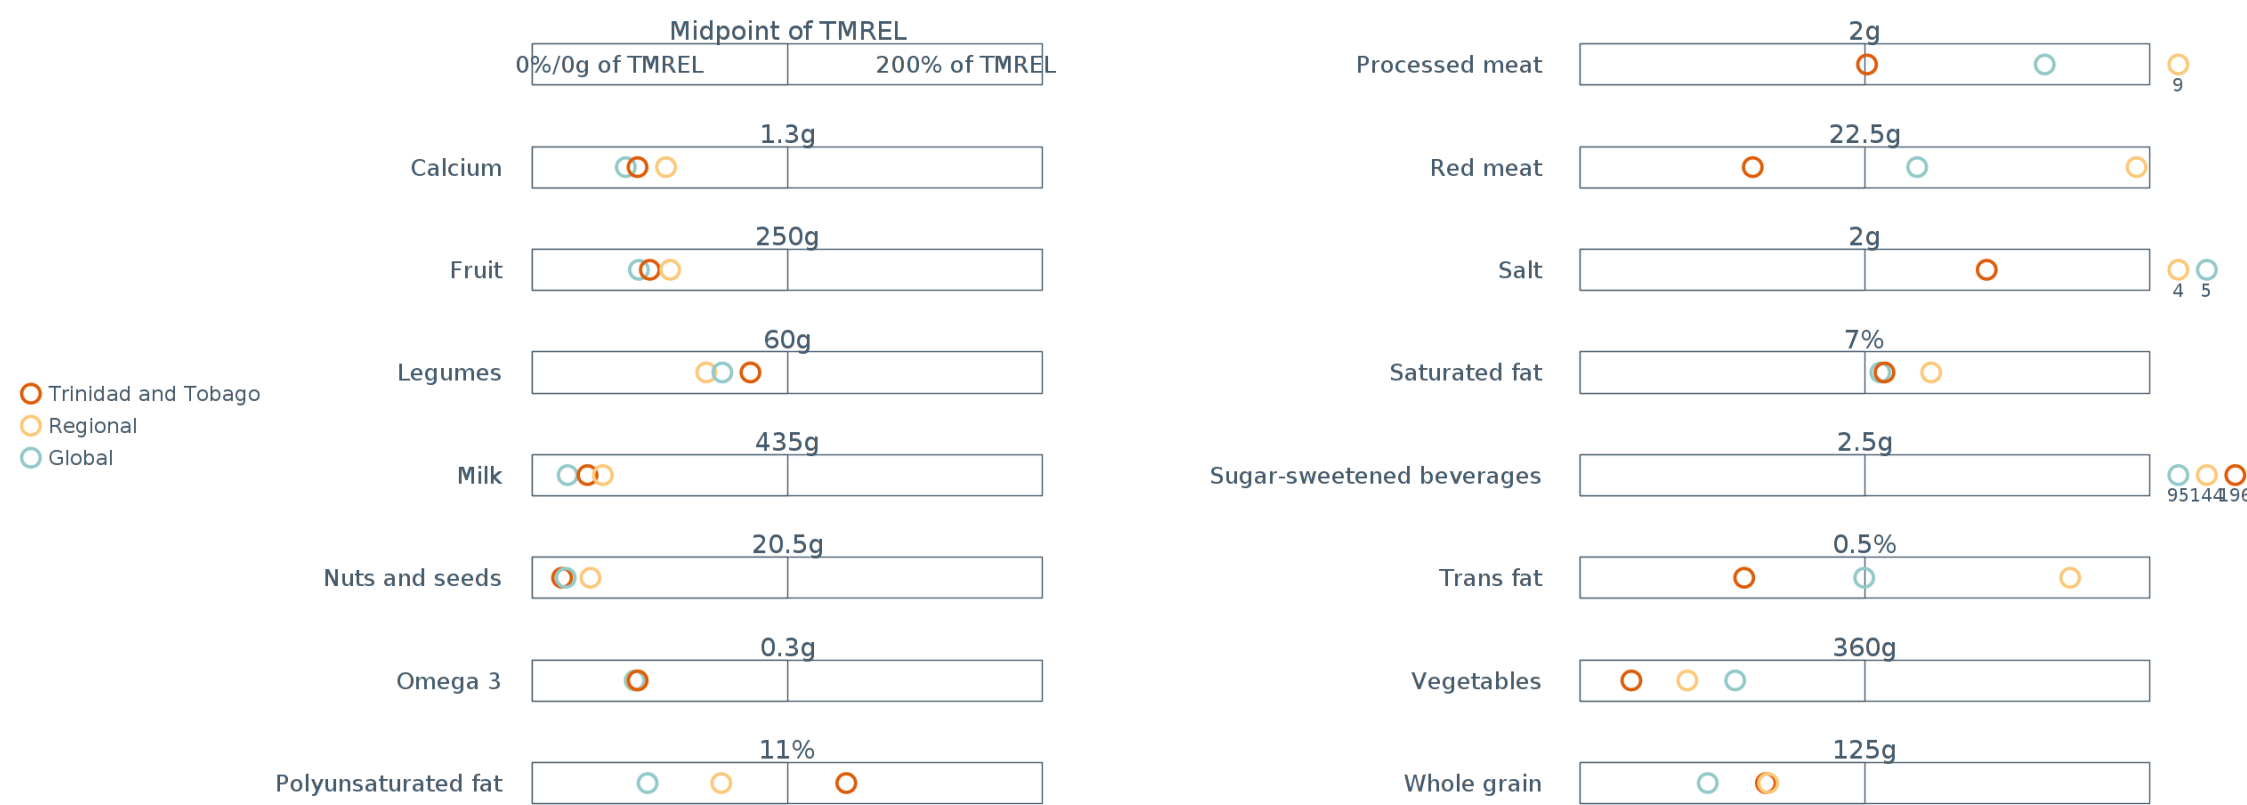 Midpoint of TMREL
0%/0g of TMREL
200% of TMREL
Calcium
1.3g
Fruit
250g
Legumes
60g
Milk
435g
Nuts and seeds
20.5g
Omega 3
0.3g
Polyunsaturated fat
11%
Trinidad and Tobago
Regional
Global
Processed meat
2g
9
Red meat
22.5g
Salt
2g
4
5
Saturated fat
7%
Sugar-sweetened beverages
2.5g
95
144
196
Trans fat
0.5%
Vegetables
360g
Whole grain
125g